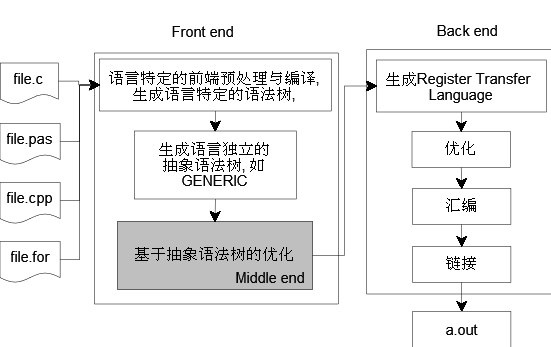 Front end
Back end
file.c
file.pas
file.cpp
file.for
语言特定的前端预处理与编译,
生成语言特定的语法树,
生成语言独立的
抽象语法树, 如
GENERIC
基于抽象语法树的优化
Middle end
生成Register Transfer
Language
优化
汇编
链接
a.out